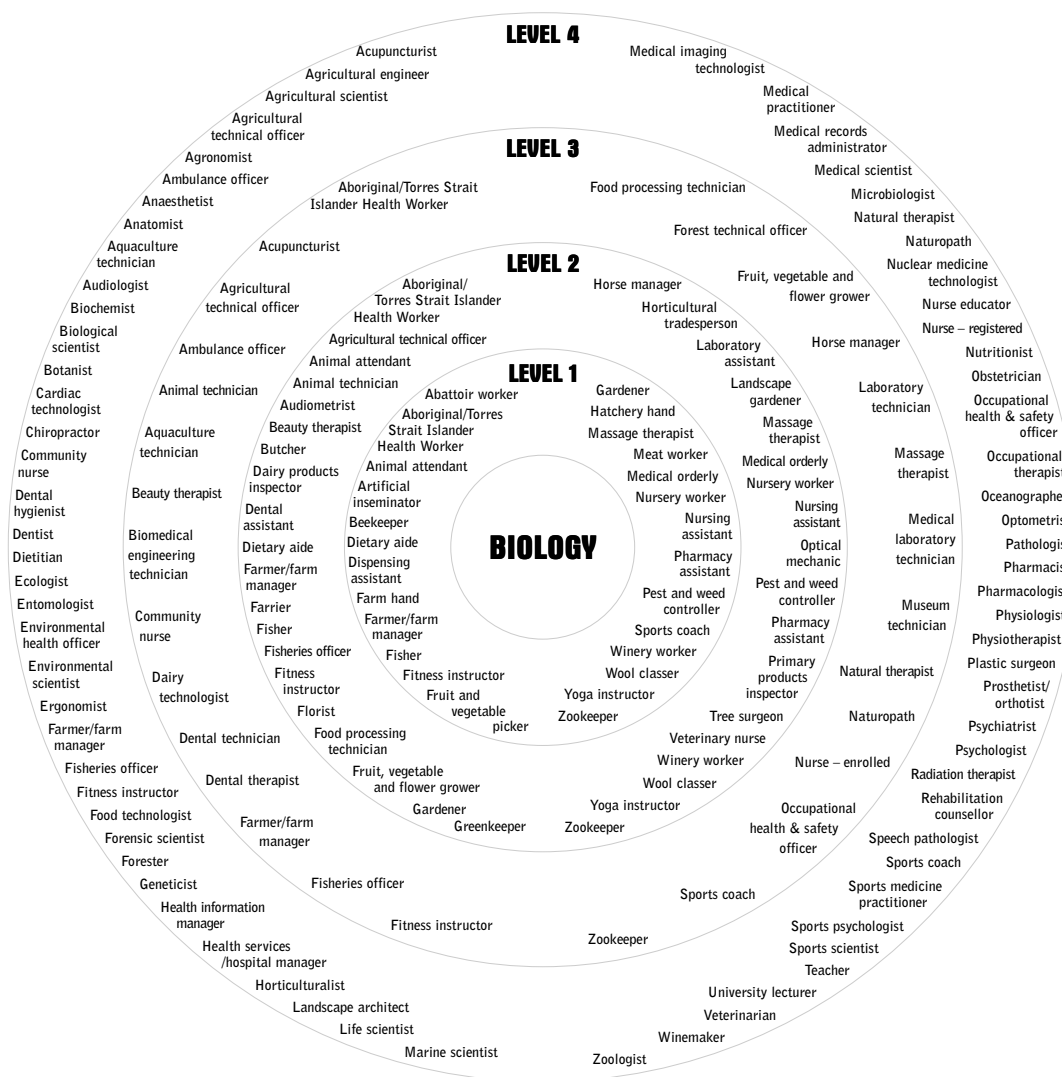 LEVEL 4
Acupuncturist
Agricultural engineer
Agricultural scientist
Agricultural
technical officer
Agronomist
Ambulance officer
Anaesthetist
Anatomist
Aquaculture
technician
Audiologist
Biochemist
Biological
scientist
Botanist
Cardiac
technologist
Chiropractor
Community
nurse
Dental
hygienist
Dentist
Dietitian
Ecologist
Entomologist
Environmental
health officer
Environmental
scientist
Ergonomist
Farmer/farm
manager
Fisheries officer
Fitness instructor
Food technologist
Forensic scientist
Forester
Geneticist
Health information
manager
Health services
/hospital manager
Horticulturalist
Landscape architect
Life scientist
Marine scientist
Medical imaging
technologist
Medical
practitioner
Medical records
administrator
Medical scientist
Microbiologist
Natural therapist
Naturopath
Nuclear medicine
technologist
Nurse educator
Nurse – registered
Nutritionist
Obstetrician
Occupational
health & safety
officer
Occupational
therapist
Oceanographe
Optometris
Pathologis
Pharmacis
Pharmacologis
Physiologist
Physiotherapist
Plastic surgeon
Prosthetist/
orthotist
Psychiatrist
Psychologist
Radiation therapist
Rehabilitation
counsellor
Speech pathologist
Sports coach
Sports medicine
practitioner
Sports psychologist
Sports scientist
Teacher
University lecturer
Veterinarian
Winemaker
Zoologist
LEVEL 3
Aboriginal/Torres Strait
Islander Health Worker
Acupuncturist
Agricultural
technical officer
Ambulance officer
Animal technician
Aquaculture
technician
Beauty therapist
Biomedical
engineering
technician
Community
nurse
Dairy
technologist
Dental technician
Dental therapist
Farmer/farm
manager
Fisheries officer
Fitness instructor
Food processing technician
Forest technical officer
Fruit, vegetable and
flower grower
Horse manager
Laboratory
technician
Massage
therapist
Medical
laboratory
technician
Museum
technician
Natural therapist
Naturopath
Nurse – enrolled
Occupational
health & safety
officer
Sports coach
Zookeeper
LEVEL 2
Aboriginal/
Torres Strait Islander
Health Worker
Agricultural technical officer
Animal attendant
Animal technician
Audiometrist
Beauty therapist
Butcher
Dairy products
inspector
Dental
assistant
Dietary aide
Farmer/farm
manager
Farrier
Fisher
Fisheries officer
Fitness
instructor
Florist
Food processing
technician
Fruit, vegetable
and flower grower
Gardener
Greenkeeper
Horse manager
Horticultural
tradesperson
Laboratory
assistant
Landscape
gardener
Massage
therapist
Medical orderly
Nursery worker
Nursing
assistant
Optical
mechanic
Pest and weed
controller
Pharmacy
assistant
Primary
products
inspector
Tree surgeon
Veterinary nurse
Winery worker
Wool classer
Yoga instructor
Zookeeper
LEVEL 1
Abattoir worker
Aboriginal/Torres
Strait Islander
Health Worker
Animal attendant
Artificial
inseminator
Beekeeper
Dietary aide
Dispensing
assistant
Farm hand
Farmer/farm
manager
Fisher
Fitness instructor
Fruit and
vegetable
picker
Gardener
Hatchery hand
Massage therapist
Meat worker
Medical orderly
Nursery worker
Nursing
assistant
Pharmacy
assistant
Pest and weed
controller
Sports coach
Winery worker
Wool classer
Yoga instructor
Zookeeper
BIOLOGY